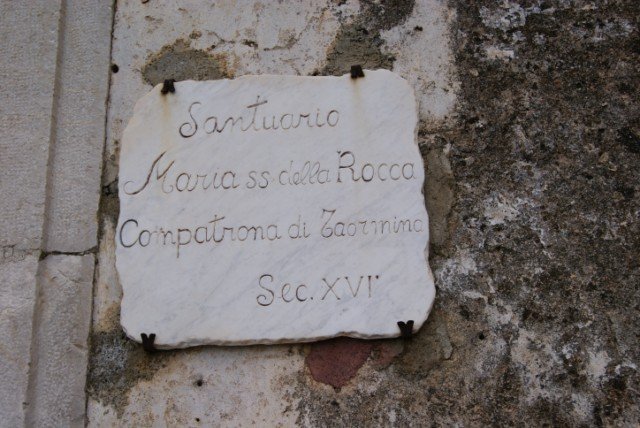 Santuario
Maria ss. della Rocca
Compatrona di Taormina
Sec. XVI